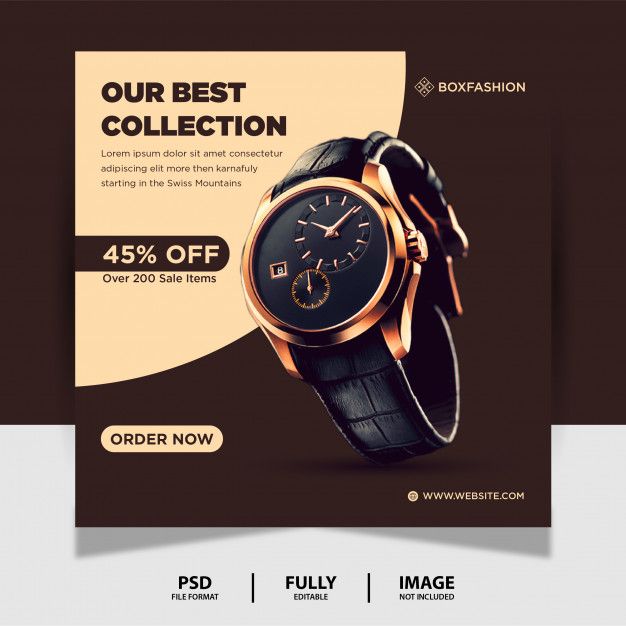 OUR BEST
COLLECTION
Lorem ipsum dolor sit amet, consectetur
adipiscing elit more then karnafuly
starting in the Swiss Mountains
BOXFASHION
45% OFF
Over 200 Sale Items
8
ORDER NOW
WWW.WEBSITE.COM
PSD
FILE FORMAT
FULLY
EDITABLE
IMAGE
NOT INCLUDED